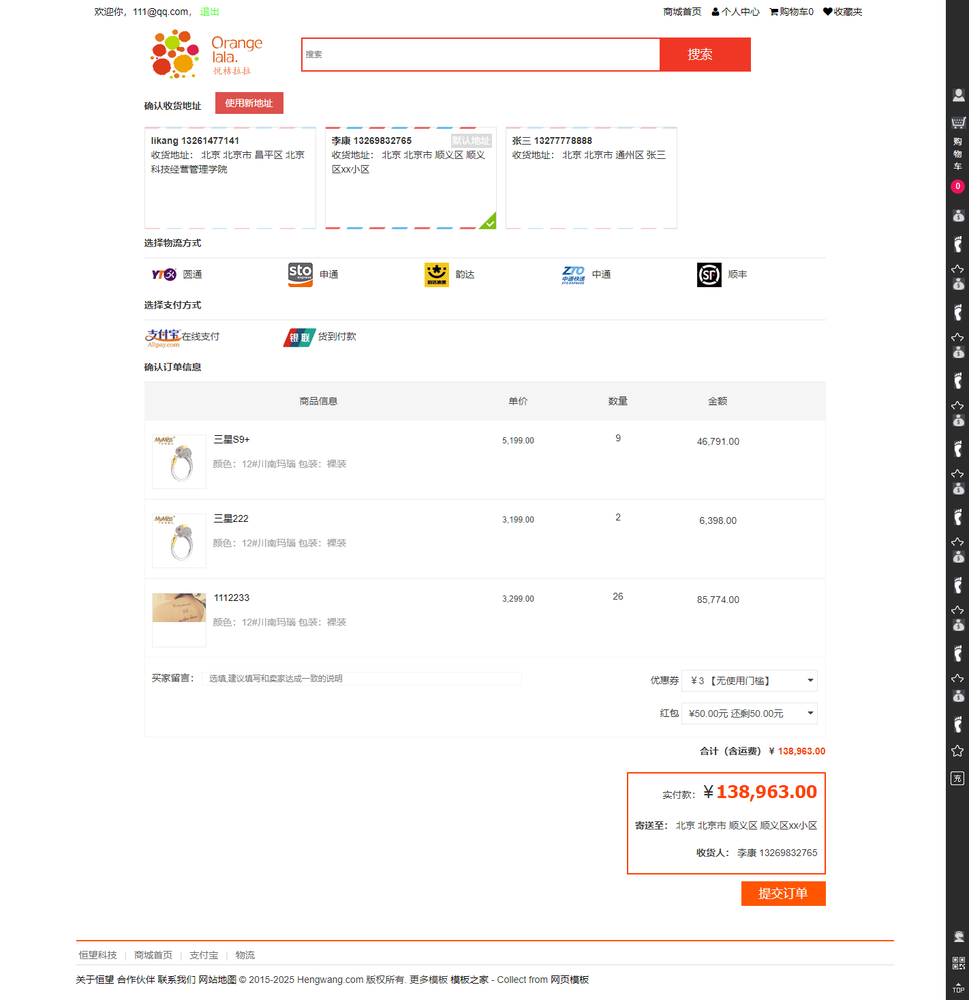 欢迎你，111@qq.com， 退出
商城首页 个人中心 购物车0 收藏夹
Orange
lala.
悦桔拉拉
搜索 搜索
确认收货地址 使用新地址
likang 13261477141
收货地址： 北京 北京市 昌平区 北京
科技经营管理学院
李康 13269832765 默认地址
收货地址： 北京 北京市 顺义区 顺义
区xx小区
张三 13277778888
收货地址： 北京 北京市 通州区 张三
购
物
车
0
选择物流方式
YTO 圆通
sto express 申通
韵达速递 韵达
ZTO 中通快递 ZTO EXPRESS 中通
SF 顺丰
选择支付方式
支付宝 Alipay.com 在线支付
银联 货到付款
确认订单信息
商品信息 单价 数量 金额
MyMiss
三星S9+ 5,199.00 9 46,791.00
颜色：12#川南玛瑙 包装：裸装
MyMiss
三星222 3,199.00 2 6,398.00
颜色：12#川南玛瑙 包装：裸装
1112233 3,299.00 26 85,774.00
颜色：12#川南玛瑙 包装：裸装
买家留言： 选填,建议填写和卖家达成一致的说明
优惠券 ￥3 【无使用门槛】
红包 ¥50.00元 还剩50.00元
合计（含运费） ¥ 138,963.00
实付款： ￥138,963.00
寄送至： 北京 北京市 顺义区 顺义区xx小区
收货人： 李康 13269832765
提交订单
充
TOP
恒望科技 | 商城首页 | 支付宝 | 物流
关于恒望 合作伙伴 联系我们 网站地图 © 2015-2025 Hengwang.com 版权所有. 更多模板 模板之家 - Collect from 网页模板